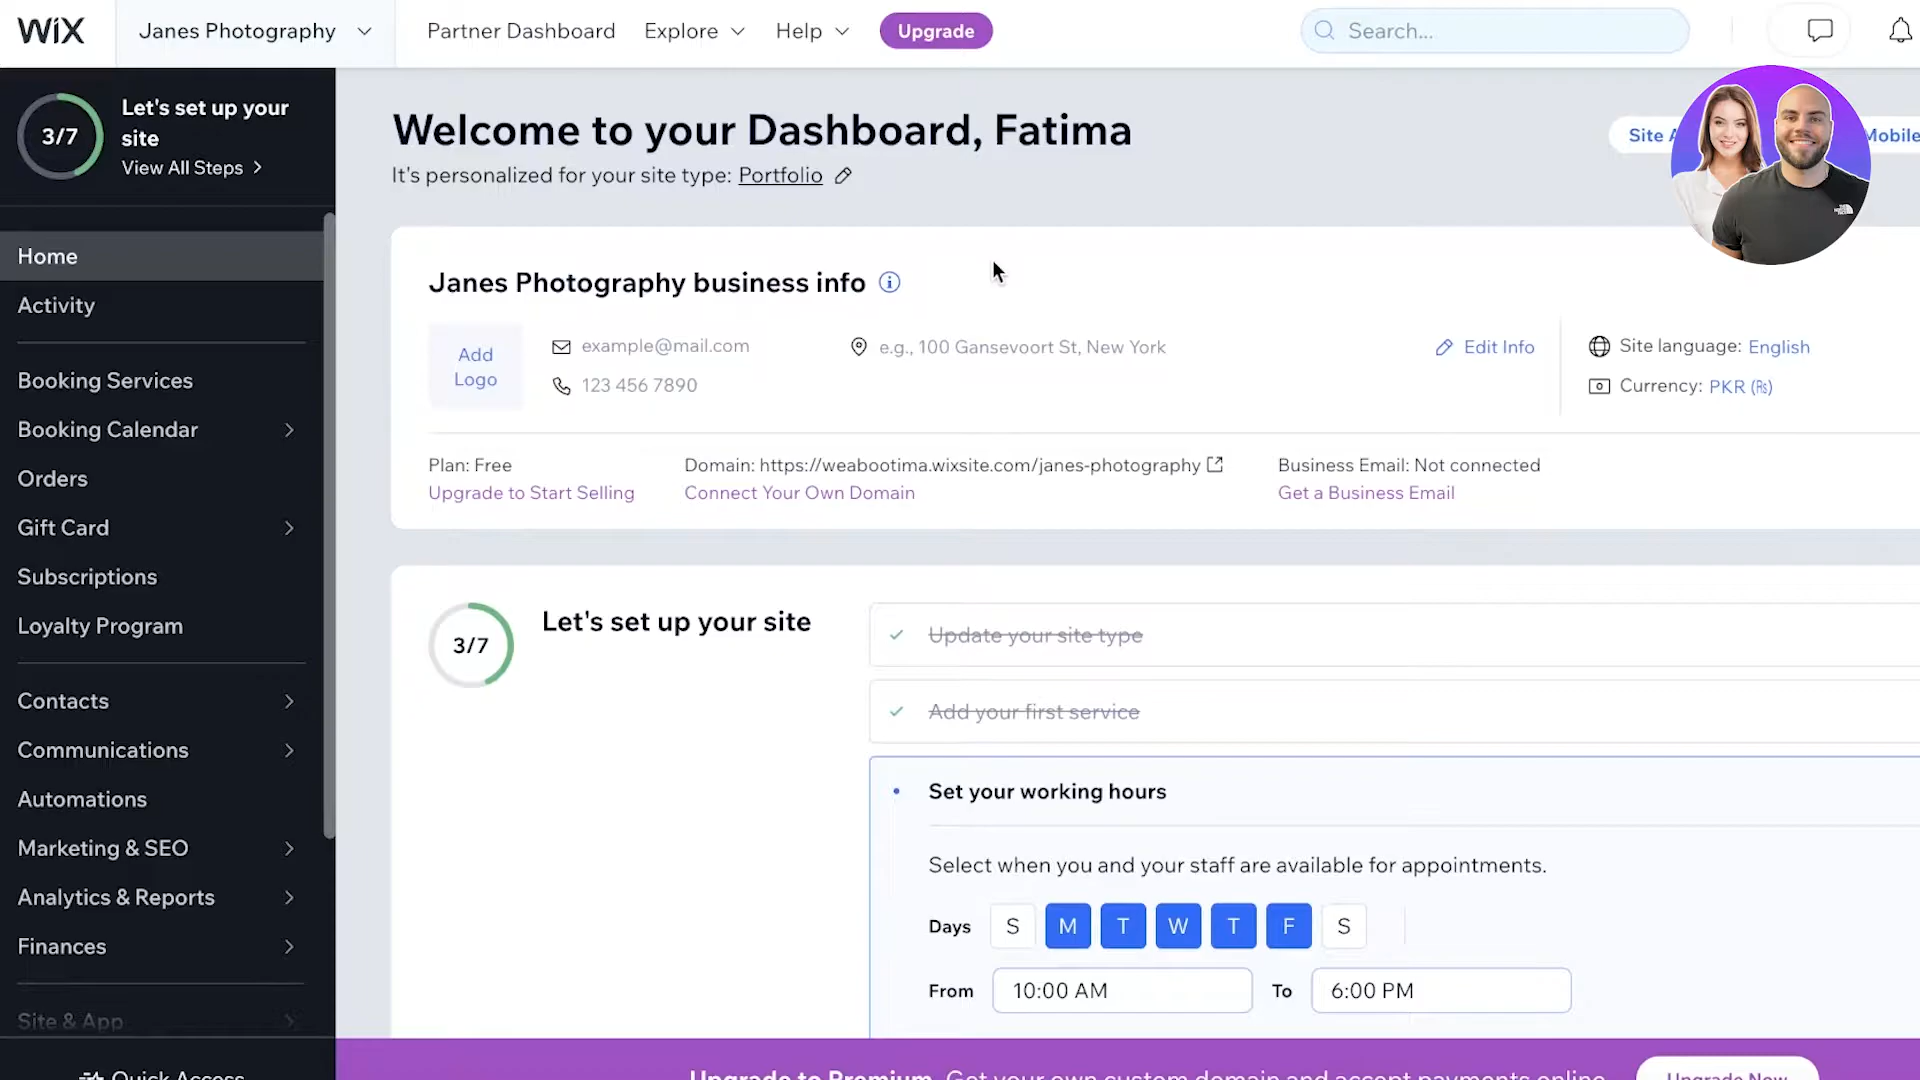 WiX
Janes Photography
Partner Dashboard
Explore
Help
Upgrade
Search...
3/7
Let's set up your
site
View All Steps
Home
Activity
Booking Services
Booking Calendar
Orders
Gift Card
Subscriptions
Loyalty Program
Contacts
Communications
Automations
Marketing & SEO
Analytics & Reports
Finances
Site & App
Quick Access
Welcome to your Dashboard, Fatima
It's personalized for your site type: Portfolio
Site
Mobile
THE NORTH FACE
Janes Photography business info
Add
Logo
example@mail.com
e.g., 100 Gansevoort St, New York
Edit Info
Site language: English
123 456 7890
Currency: PKR (₨)
Plan: Free
Domain: https://weabootima.wixsite.com/janes-photography
Business Email: Not connected
Upgrade to Start Selling
Connect Your Own Domain
Get a Business Email
3/7
Let's set up your site
Update your site type
Add your first service
Set your working hours
Select when you and your staff are available for appointments.
Days S M T W T F S
From 10:00 AM To 6:00 PM
Upgrade to Premium. Get your own custom domain and accept payments online
Upgrade Now